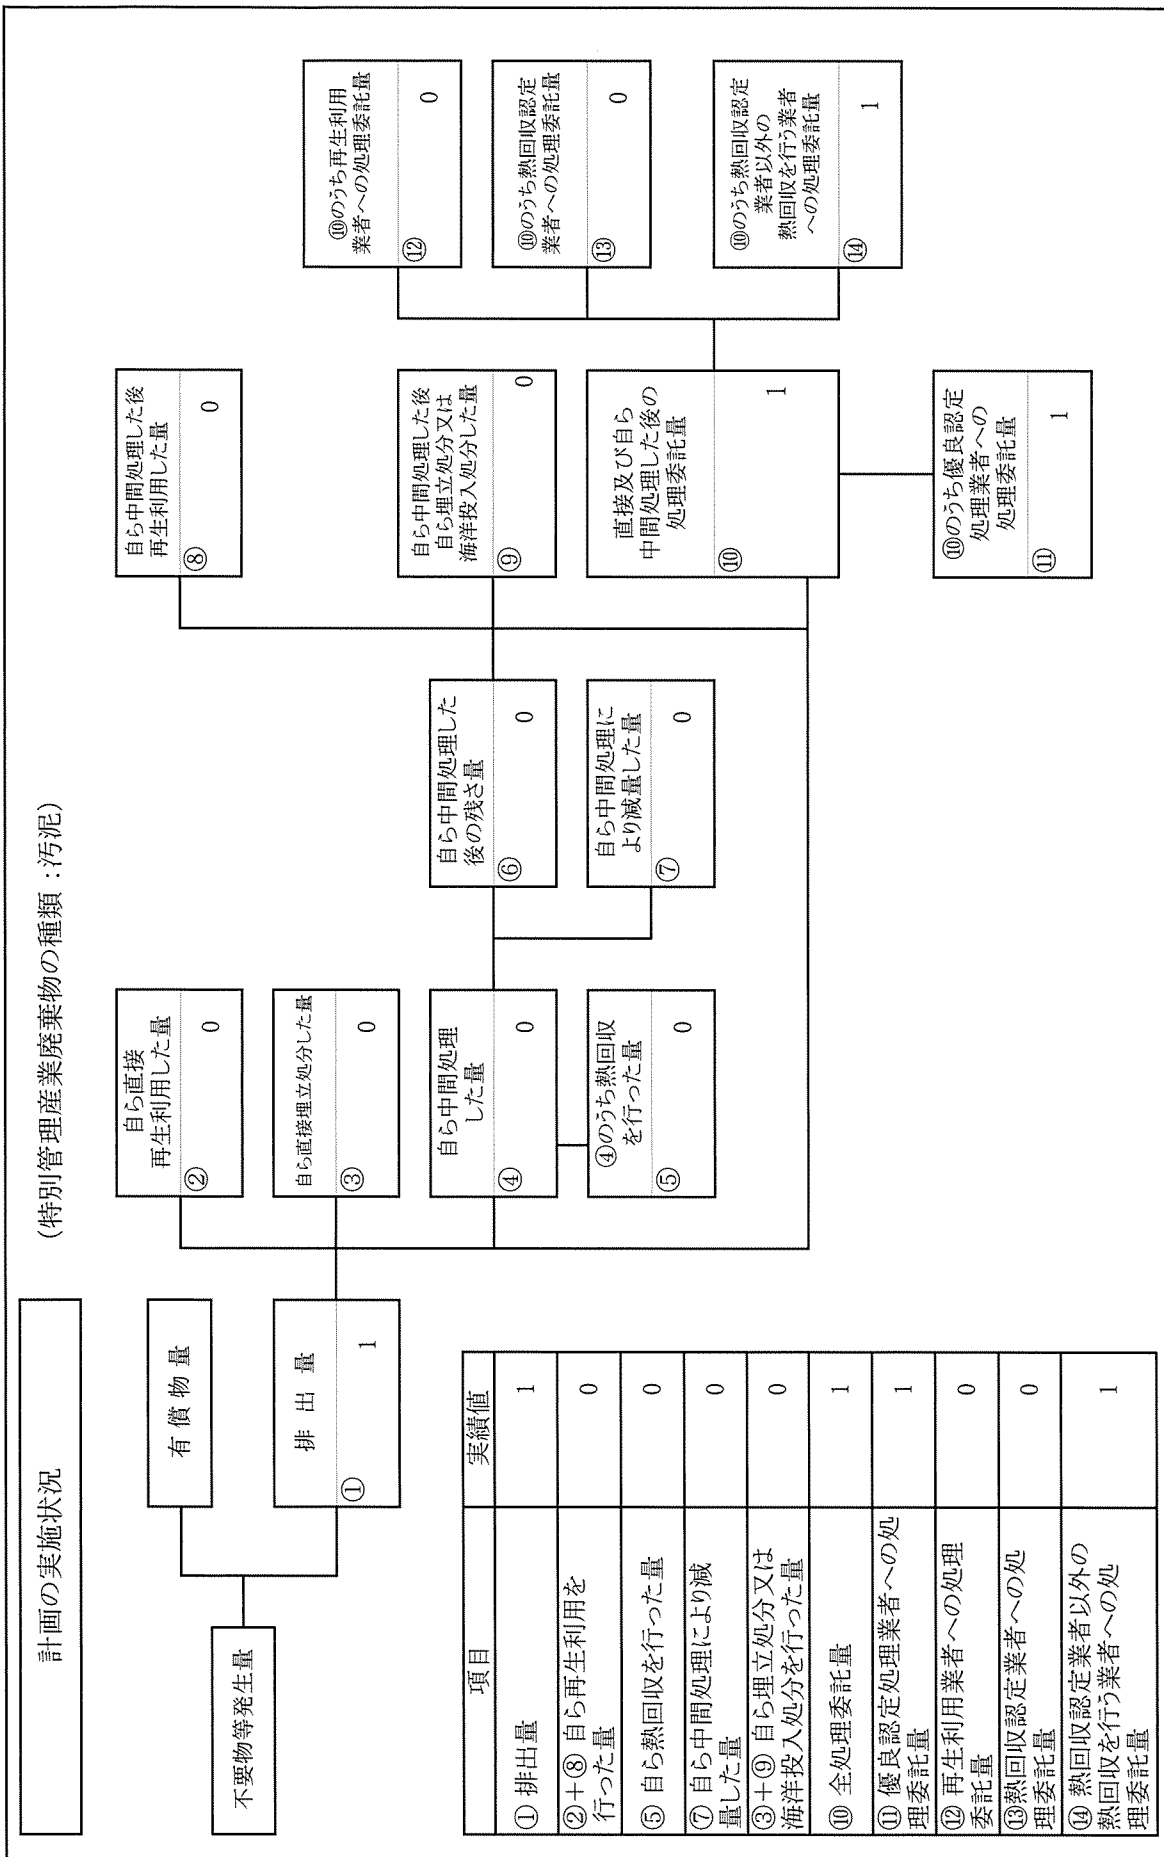 計画の実施状況
(特別管理産業廃棄物の種類：汚泥)
不要物等発生量
有償物量
排出量
① 1
自ら直接
再生利用した量
② 0
自ら直接埋立処分した量
③ 0
自ら中間処理
した量
④ 0
④のうち熱回収
を行った量
⑤ 0
自ら中間処理した
後の残さ量
⑥ 0
自ら中間処理に
より減量した量
⑦ 0
自ら中間処理した後
再生利用した量
⑧ 0
自ら中間処理した後
自ら埋立処分又は
海洋投入処分した量
⑨ 0
直接及び自ら
中間処理した後の
処理委託量
⑩ 1
⑩のうち優良認定
処理業者への
処理委託量
⑪ 1
⑩のうち再生利用
業者への処理委託量
⑫ 0
⑩のうち熱回収認定
業者への処理委託量
⑬ 0
⑩のうち熱回収認定
業者以外の
熱回収を行う業者
への処理委託量
⑭ 1
項目 実績値
① 排出量 1
②+⑧ 自ら再生利用を
行った量 0
⑤ 自ら熱回収を行った量 0
⑦ 自ら中間処理により減
量した量 0
③+⑨ 自ら埋立処分又は
海洋投入処分を行った量 0
⑩ 全処理委託量 1
⑪ 優良認定処理業者への処
理委託量 1
⑫ 再生利用業者への処理
委託量 0
⑬熱回収認定業者への処
理委託量 0
⑭ 熱回収認定業者以外の
熱回収を行う業者への処
理委託量 1